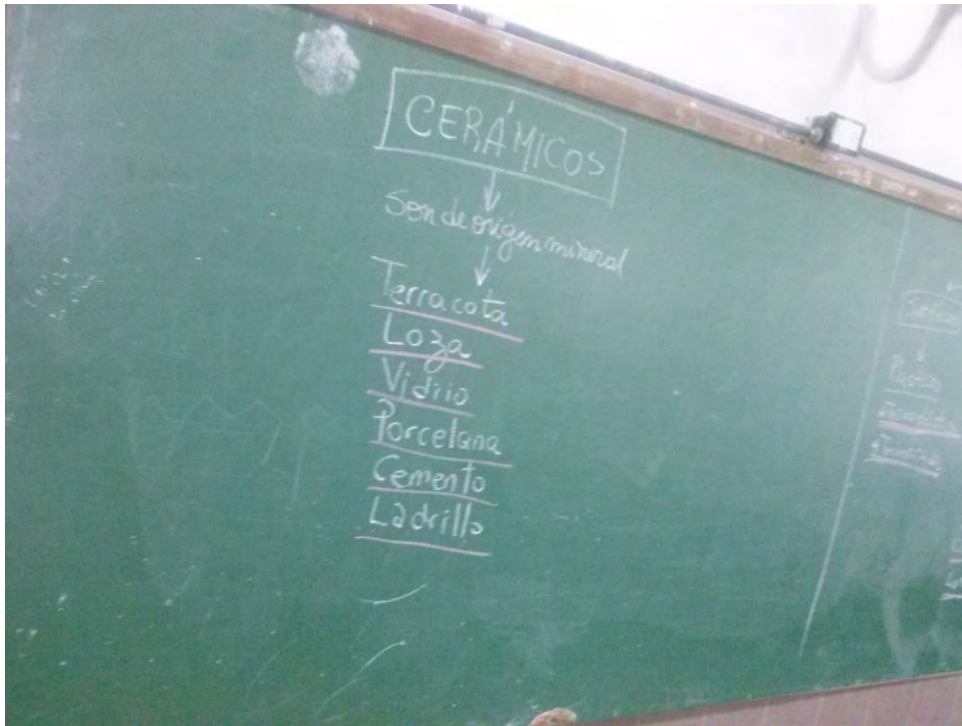 CERÁMICOS
Son de origen mineral
Terracota
Loza
Vidrio
Porcelana
Cemento
Ladrillo